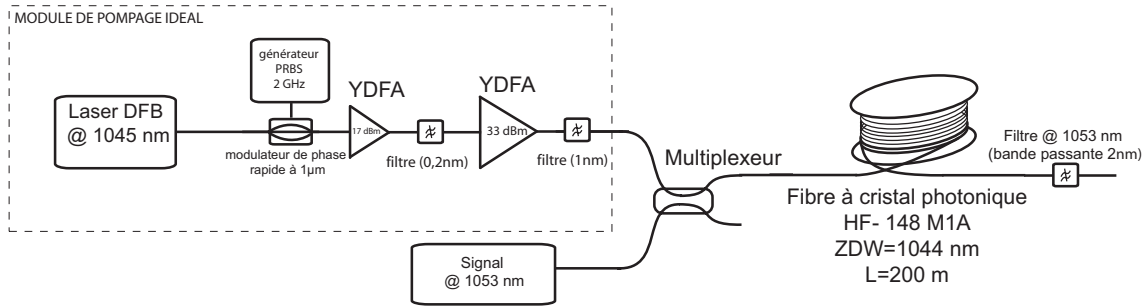 MODULE DE POMPAGE IDEAL
générateur
PRBS
2 GHz
Laser DFB
@ 1045 nm
modulateur de phase
rapide à 1µm
YDFA
17 dBm
filtre (0,2nm)
YDFA
33 dBm
filtre (1nm)
Multiplexeur
Signal
@ 1053 nm
Fibre à cristal photonique
HF- 148 M1A
ZDW=1044 nm
L=200 m
Filtre @ 1053 nm
(bande passante 2nm)